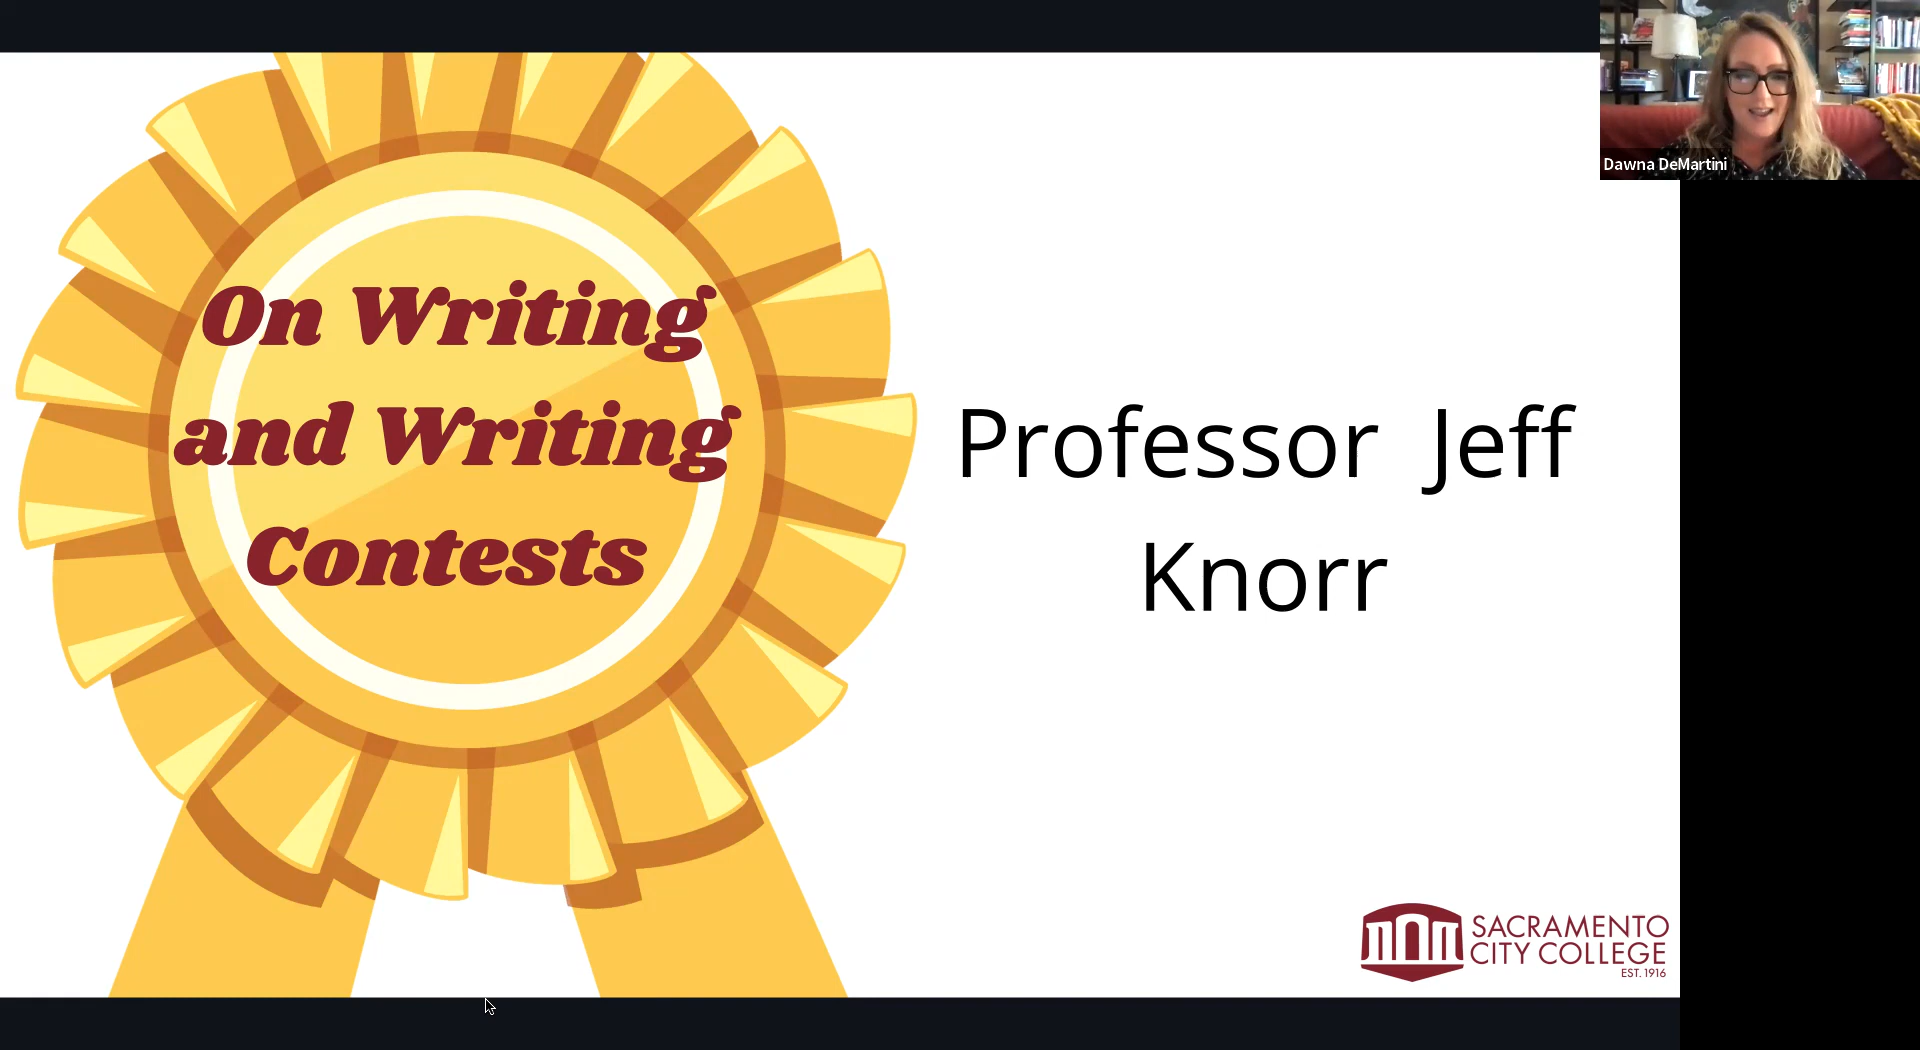 On Writing
and Writing
Contests
Professor Jeff
Knorr
Dawna DeMartini
SACRAMENTO
CITY COLLEGE
EST. 1916